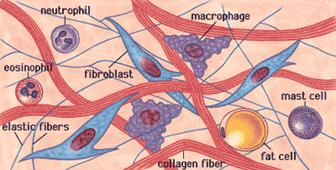 neutrophil
macrophage
eosinophil
fibroblast
mast cell
elastic fibers
fat cell
collagen fiber